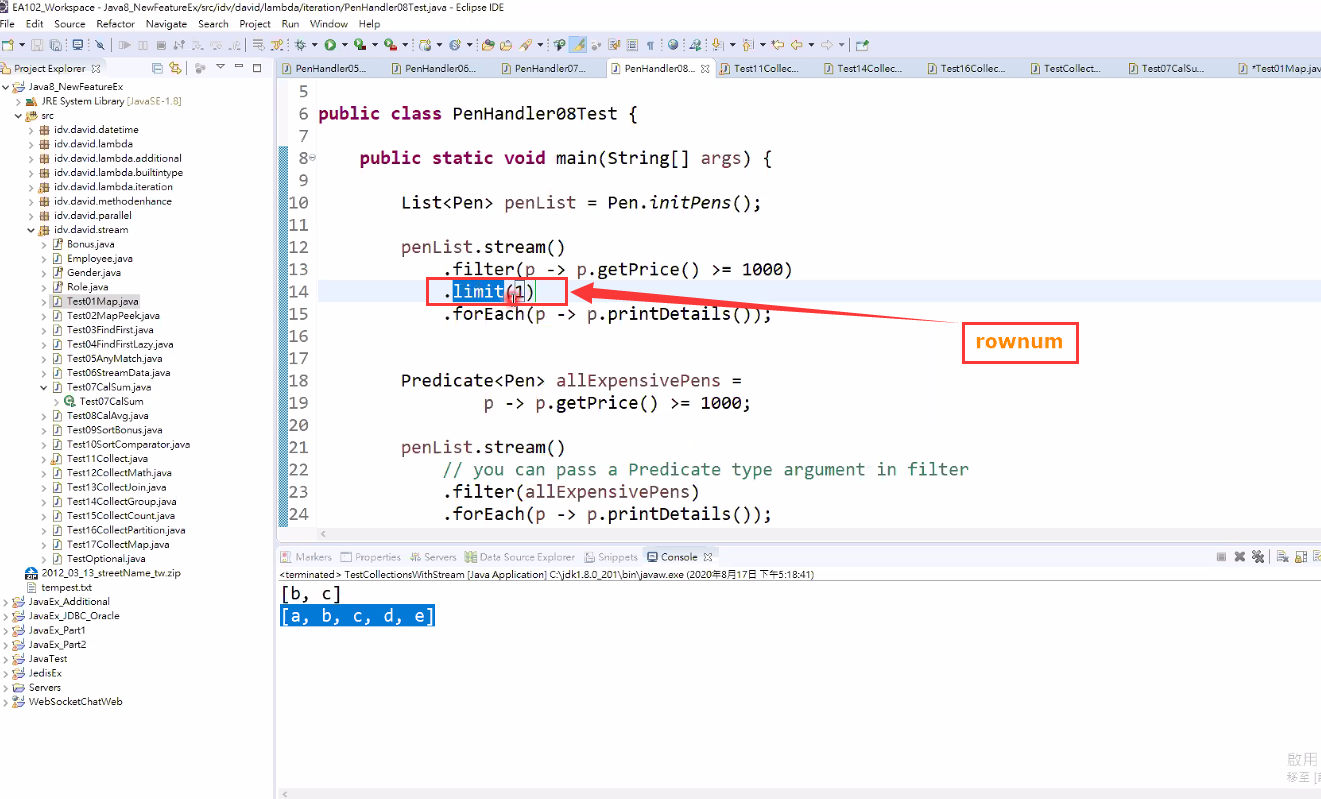 EA102_Workspace - Java8_NewFeatureEx/src/idv/david/lambda/iteration/PenHandler08Test.java - Eclipse IDE
File Edit Source Refactor Navigate Search Project Run Window Help
Project Explorer
Java8_NewFeatureEx
JRE System Library [JavaSE-1.8]
src
idv.david.datetime
idv.david.lambda
idv.david.lambda.additional
idv.david.lambda.builtintype
idv.david.lambda.iteration
idv.david.methodenhance
idv.david.parallel
idv.david.stream
Bonus.java
Employee.java
Gender.java
Role.java
Test01Map.java
Test02MapPeek.java
Test03FindFirst.java
Test04FindFirstLazy.java
Test05AnyMatch.java
Test06StreamData.java
Test07CalSum.java
Test07CalSum
Test08CalAvg.java
Test09SortBonus.java
Test10SortComparator.java
Test11Collect.java
Test12CollectMath.java
Test13CollectJoin.java
Test14CollectGroup.java
Test15CollectCount.java
Test16CollectPartition.java
Test17CollectMap.java
TestOptional.java
2012_03_13_streetName_tw.zip
tempest.txt
JavaEx_Additional
JavaEx_JDBC_Oracle
JavaEx_Part1
JavaEx_Part2
JavaTest
JedisEx
Servers
WebSocketChatWeb
PenHandler05... PenHandler06... PenHandler07... PenHandler08... Test11Collec... Test14Collec... Test16Collec... TestCollect... Test07CalSu... *Test01Map.jav
5
6 public class PenHandler08Test {
7
8 public static void main(String[] args) {
9
10 List<Pen> penList = Pen.initPens();
11
12 penList.stream()
13 .filter(p -> p.getPrice() >= 1000)
14 .limit(1)
15 .forEach(p -> p.printDetails());
16
17
18 Predicate<Pen> allExpensivePens =
19 p -> p.getPrice() >= 1000;
20
21 penList.stream()
22 // you can pass a Predicate type argument in filter
23 .filter(allExpensivePens)
24 .forEach(p -> p.printDetails());
rownum
Markers Properties Servers Data Source Explorer Snippets Console
<terminated> TestCollectionsWithStream [Java Application] C:\jdk1.8.0_201\bin\javaw.exe (2020年8月17日 下午5:18:41)
[b, c]
[a, b, c, d, e]
啟用
移至